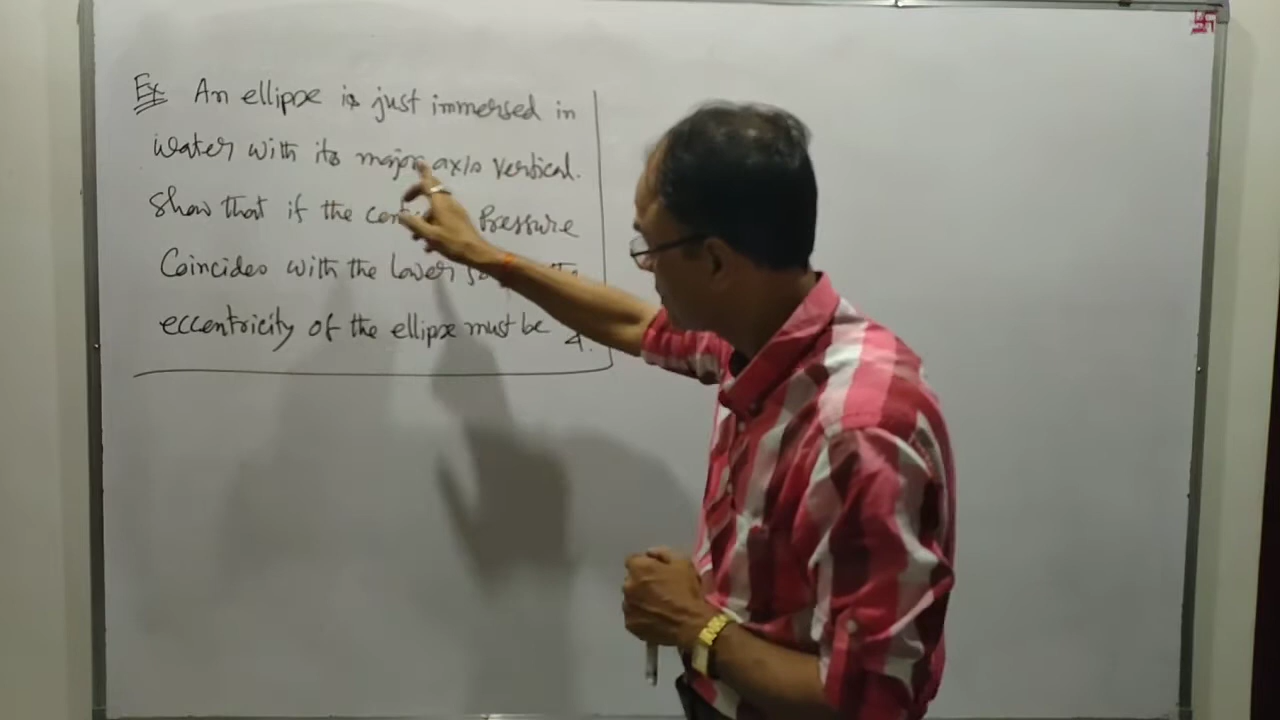 Ex An ellipse is just immersed in
water with its major axis vertical.
Show that if the Pressure
Coincides with the lower
eccentricity of the ellipse must be
卐